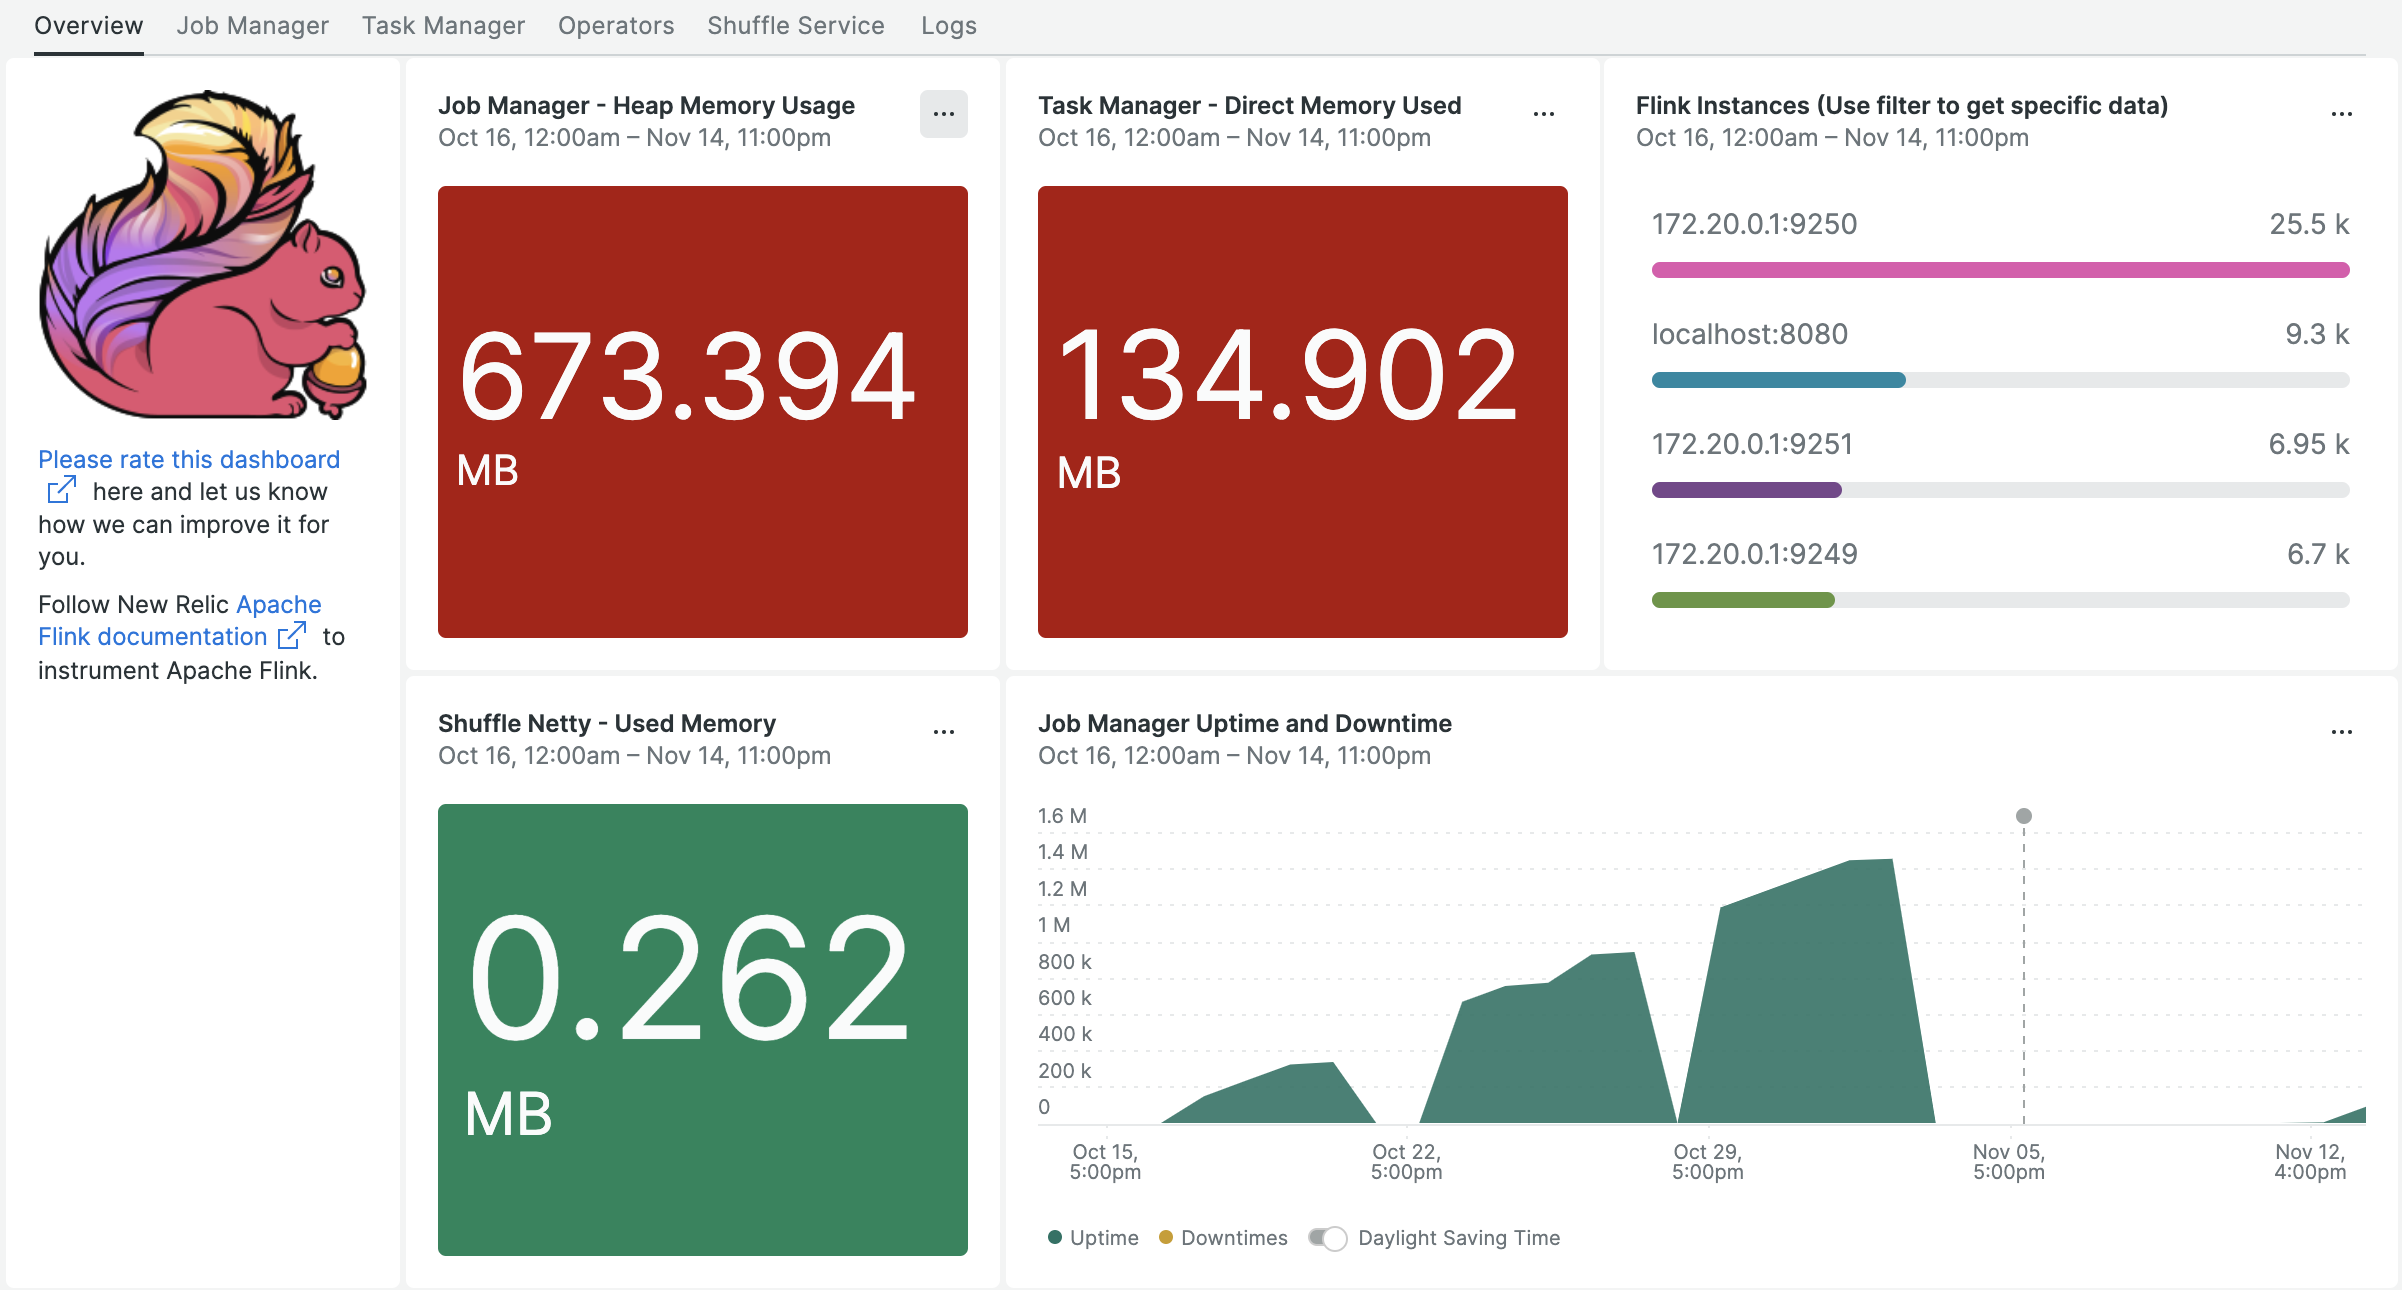 Overview Job Manager Task Manager Operators Shuffle Service Logs
Please rate this dashboard
here and let us know
how we can improve it for
you.
Follow New Relic Apache
Flink documentation to
instrument Apache Flink.
Job Manager - Heap Memory Usage
Oct 16, 12:00am – Nov 14, 11:00pm
673.394
MB
Task Manager - Direct Memory Used
Oct 16, 12:00am – Nov 14, 11:00pm
134.902
MB
Flink Instances (Use filter to get specific data)
Oct 16, 12:00am – Nov 14, 11:00pm
172.20.0.1:9250 25.5 k
localhost:8080 9.3 k
172.20.0.1:9251 6.95 k
172.20.0.1:9249 6.7 k
Shuffle Netty - Used Memory
Oct 16, 12:00am – Nov 14, 11:00pm
0.262
MB
Job Manager Uptime and Downtime
Oct 16, 12:00am – Nov 14, 11:00pm
1.6 M
1.4 M
1.2 M
1 M
800 k
600 k
400 k
200 k
0
Oct 15, Oct 22, Oct 29, Nov 05, Nov 12,
5:00pm 5:00pm 5:00pm 5:00pm 4:00pm
Uptime Downtimes Daylight Saving Time